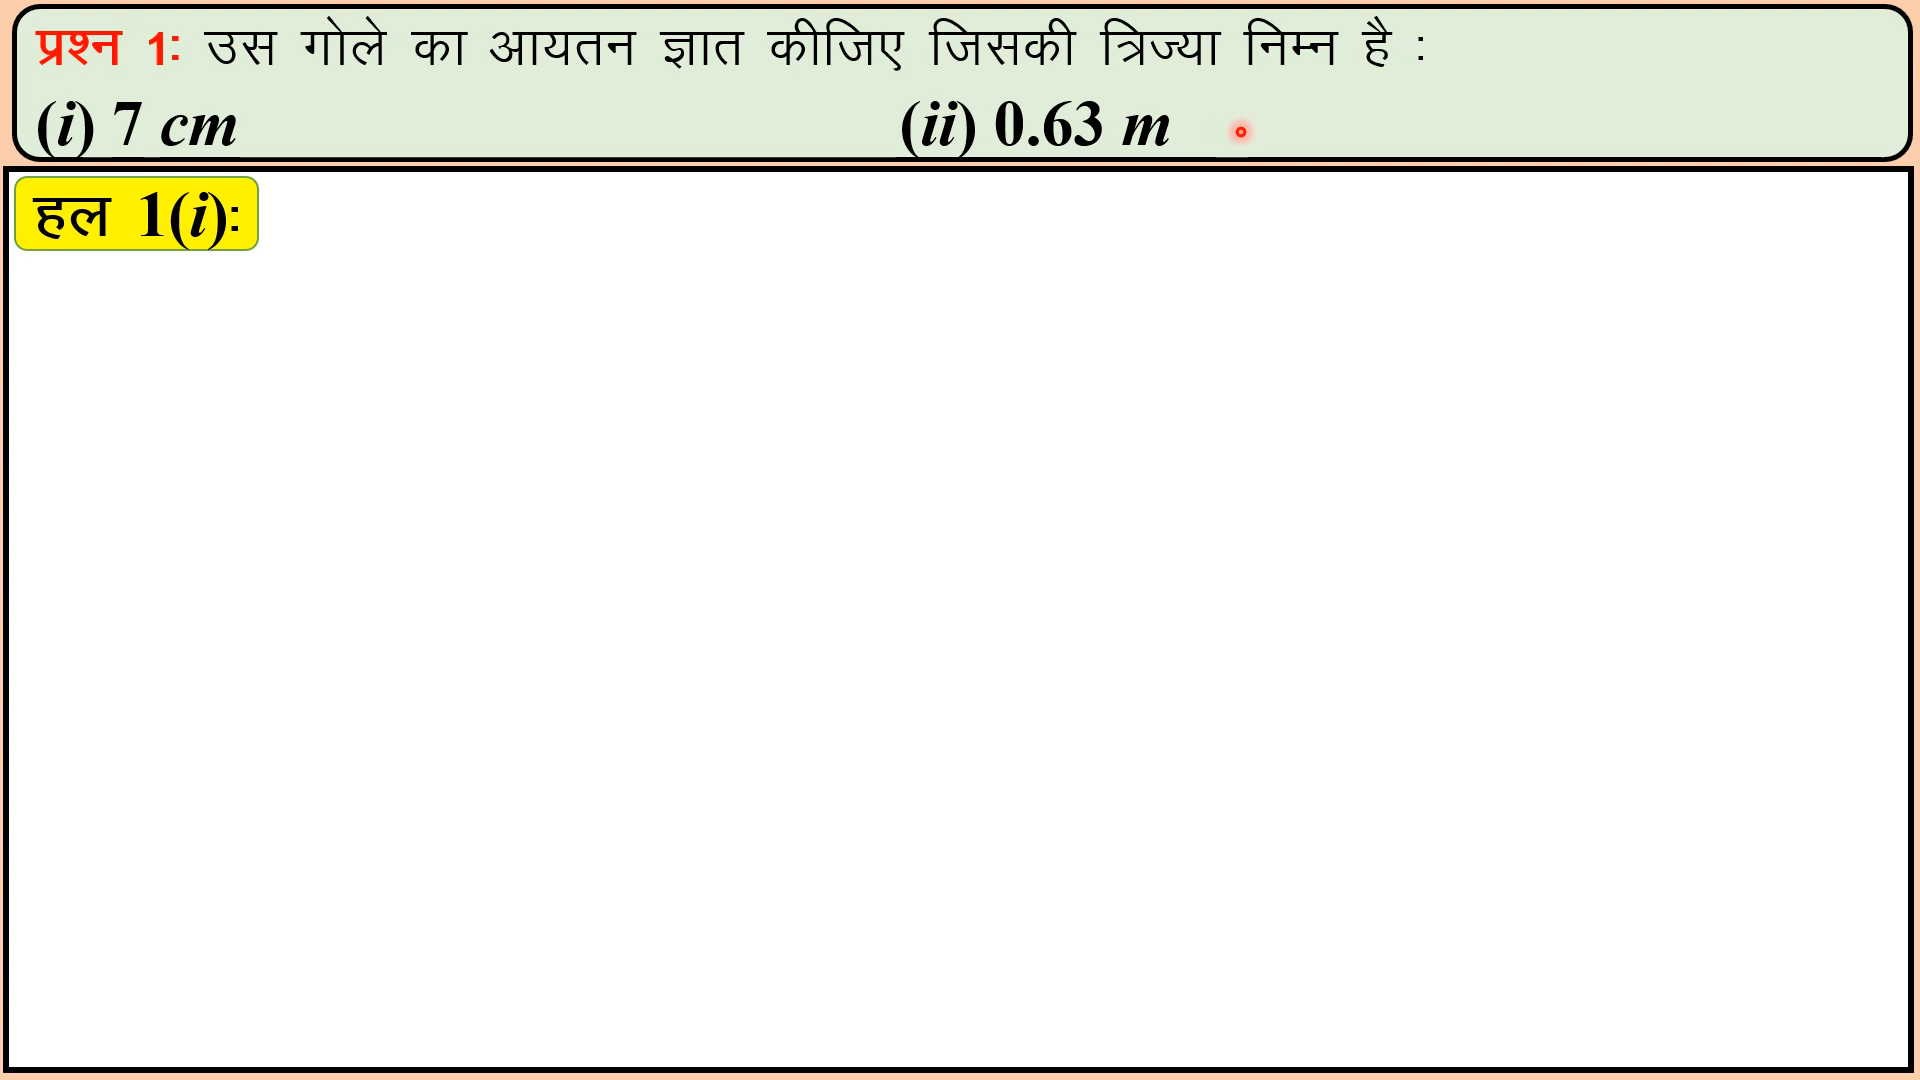 प्रश्न 1: उस गोले का आयतन ज्ञात कीजिए जिसकी त्रिज्या निम्न है :
(i) 7 cm (ii) 0.63 m
हल 1(i):